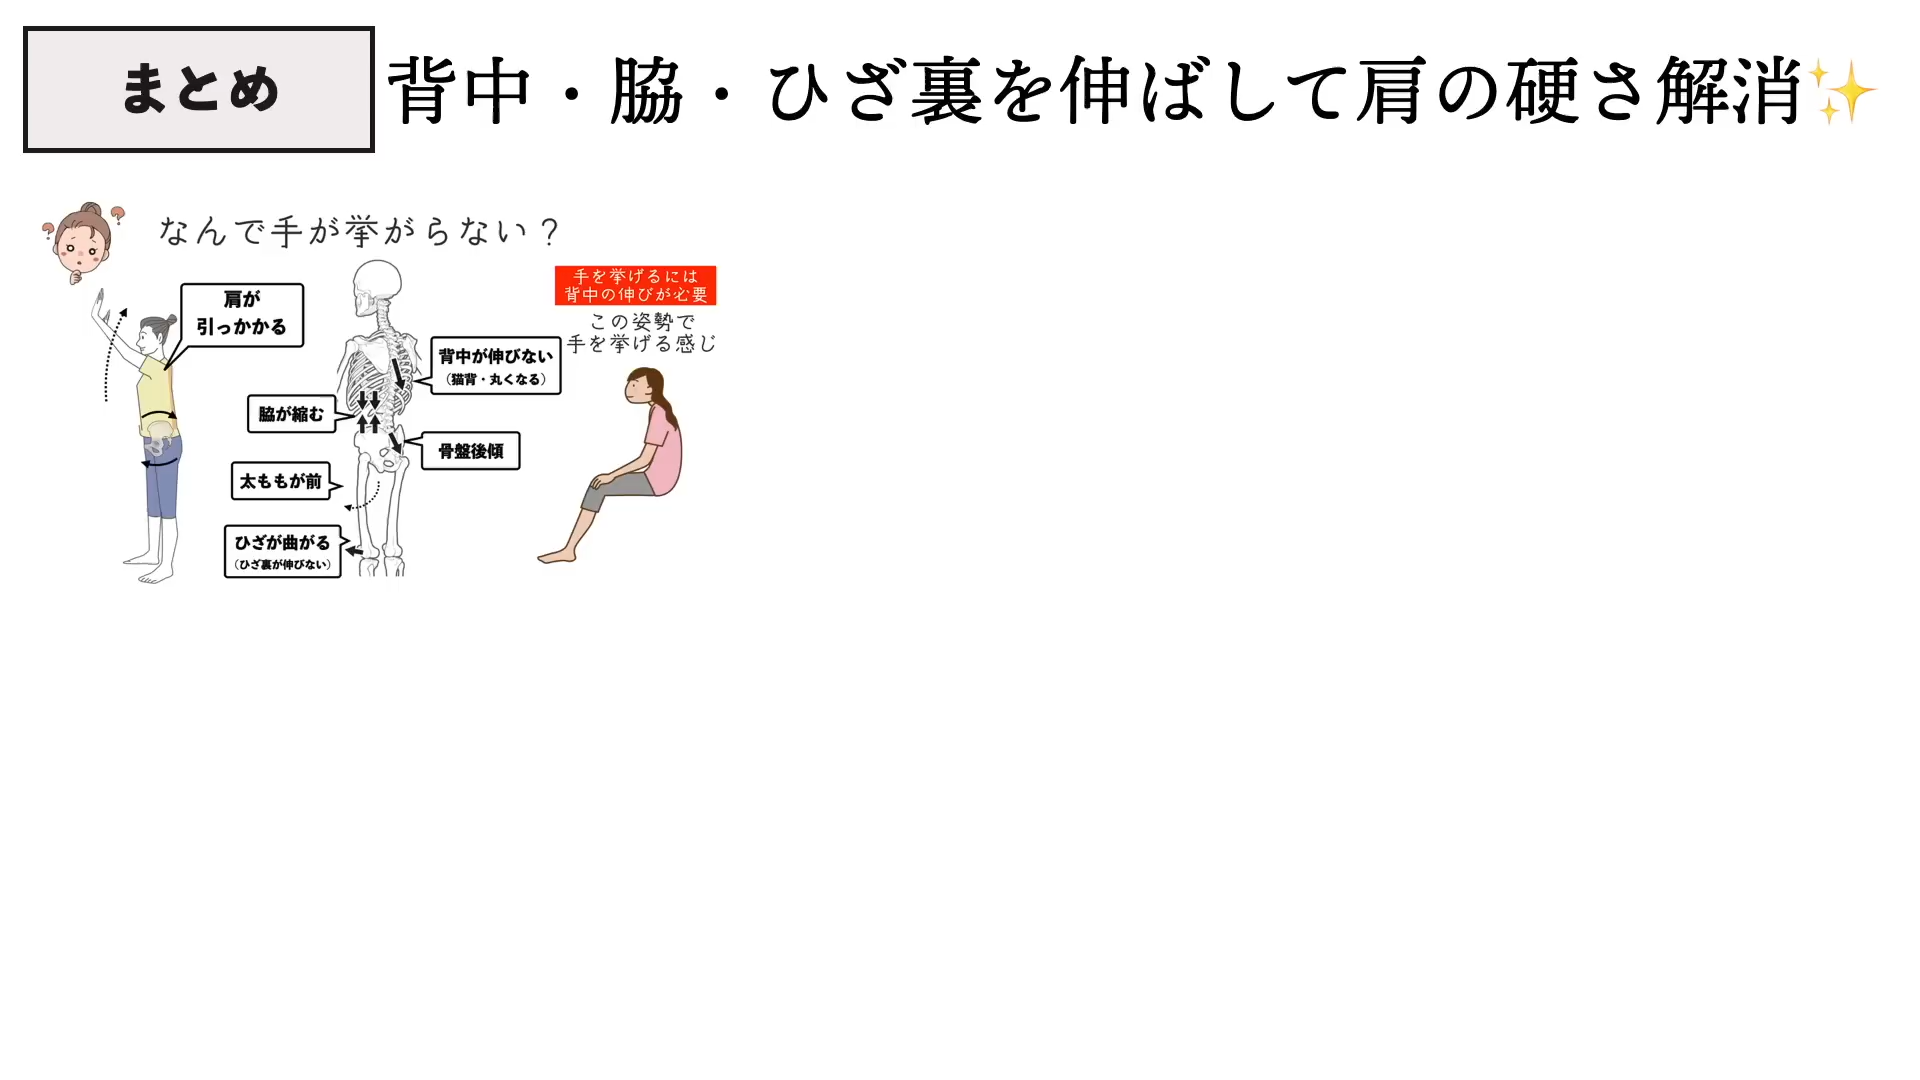 まとめ
背中・脇・ひざ裏を伸ばして肩の硬さ解消✨
なんで手が挙がらない？
肩が
引っかかる
手を挙げるには
背中の伸びが必要
この姿勢で
手を挙げる感じ
背中が伸びない
（猫背・丸くなる）
脇が縮む
骨盤後傾
太ももが前
ひざが曲がる
（ひざ裏が伸びない）